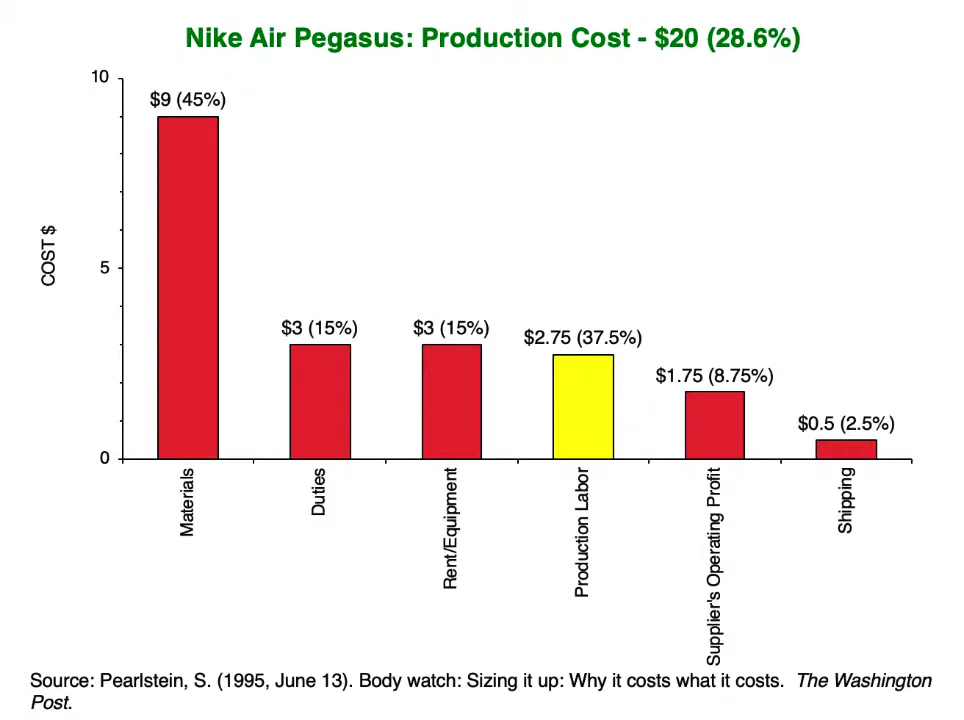 Nike Air Pegasus: Production Cost - $20 (28.6%)
10
$9 (45%)
COST $
5
$3 (15%)
$3 (15%)
$2.75 (37.5%)
$1.75 (8.75%)
$0.5 (2.5%)
0
Materials
Duties
Rent/Equipment
Production Labor
Supplier's Operating Profit
Shipping
Source: Pearlstein, S. (1995, June 13). Body watch: Sizing it up: Why it costs what it costs. The Washington
Post.